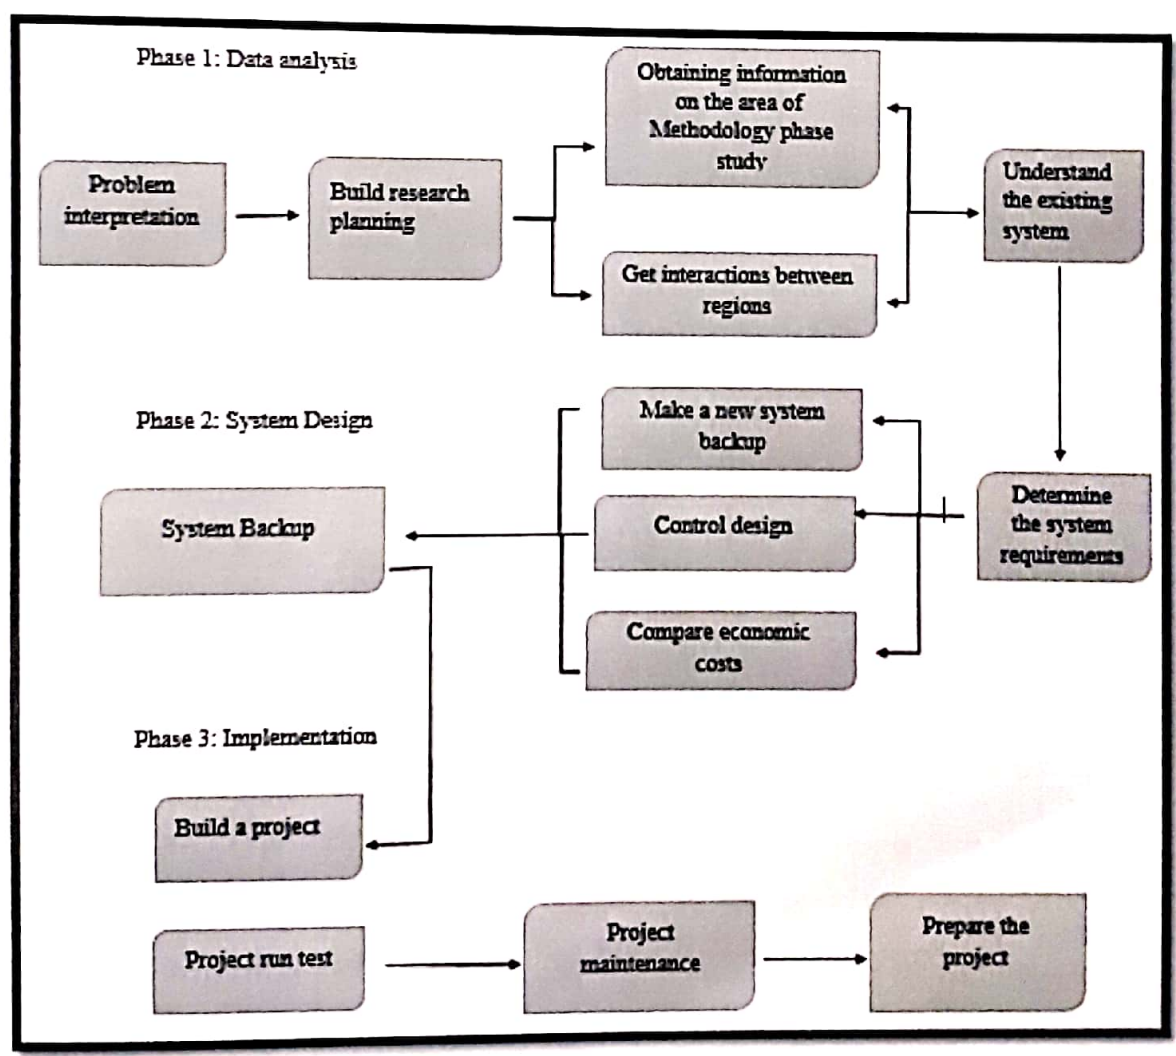 Phase 1: Data analysis
Problem
interpretation
Build research
planning
Obtaining information
on the area of
Methodology phase
study
Get interactions between
regions
Understand
the existing
system
Phase 2: System Design
Make a new system
backup
Control design
Compare economic
costs
Determine
the system
requirements
System Backup
Phase 3: Implementation
Build a project
Project run test
Project
maintenance
Prepare the
project